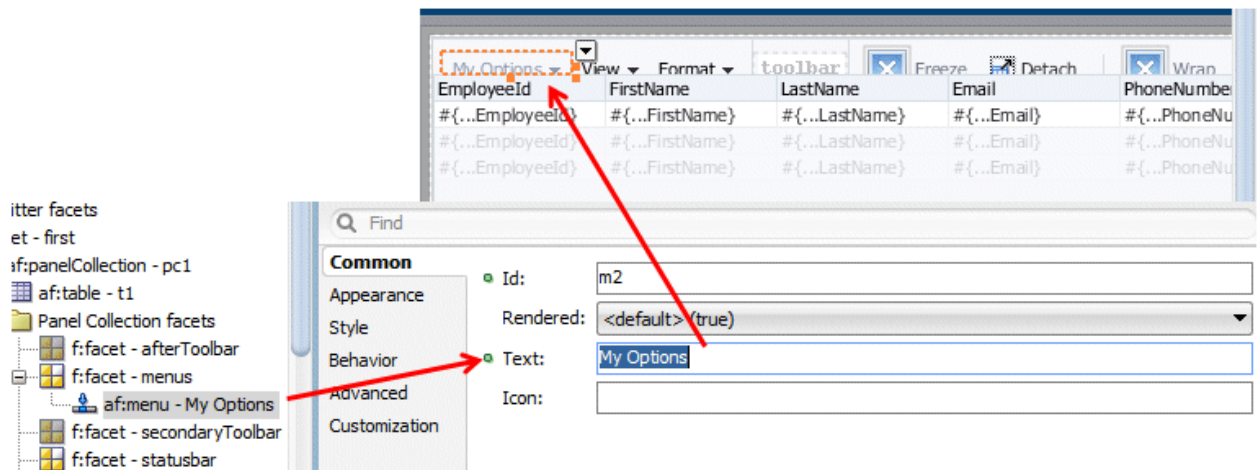 My Options View Format toolbar Freeze Detach Wrap
EmployeeId FirstName LastName Email PhoneNumber
#{...EmployeeId} #{...FirstName} #{...LastName} #{...Email} #{...PhoneNu
#{...EmployeeId} #{...FirstName} #{...LastName} #{...Email} #{...PhoneNu
#{...EmployeeId} #{...FirstName} #{...LastName} #{...Email} #{...PhoneNu
itter facets
et - first
af:panelCollection - pc1
af:table - t1
Panel Collection facets
f:facet - afterToolbar
f:facet - menus
af:menu - My Options
f:facet - secondaryToolbar
f:facet - statusbar
Find
Common
Appearance
Style
Behavior
Advanced
Customization
Id: m2
Rendered: <default> (true)
Text: My Options
Icon: